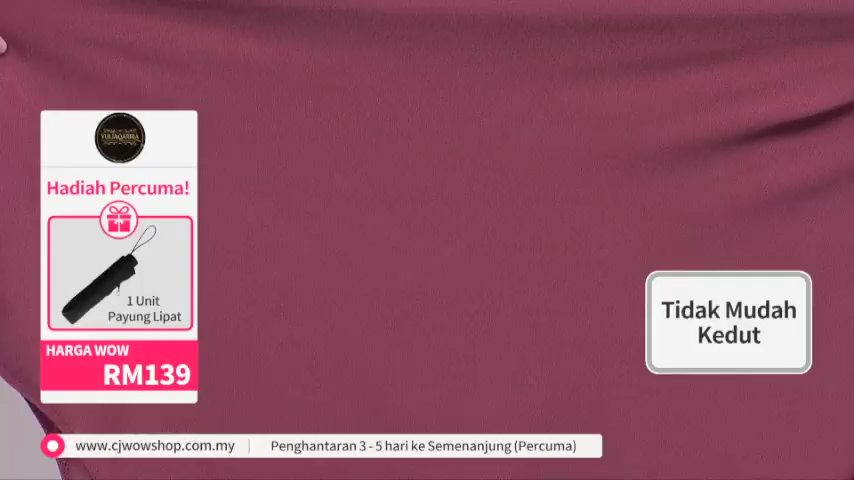 YULIAQARIRA
Hadiah Percuma!
1 Unit
Payung Lipat
HARGA WOW
RM139
Tidak Mudah
Kedut
www.cjwowshop.com.my
Penghantaran 3 - 5 hari ke Semenanjung (Percuma)